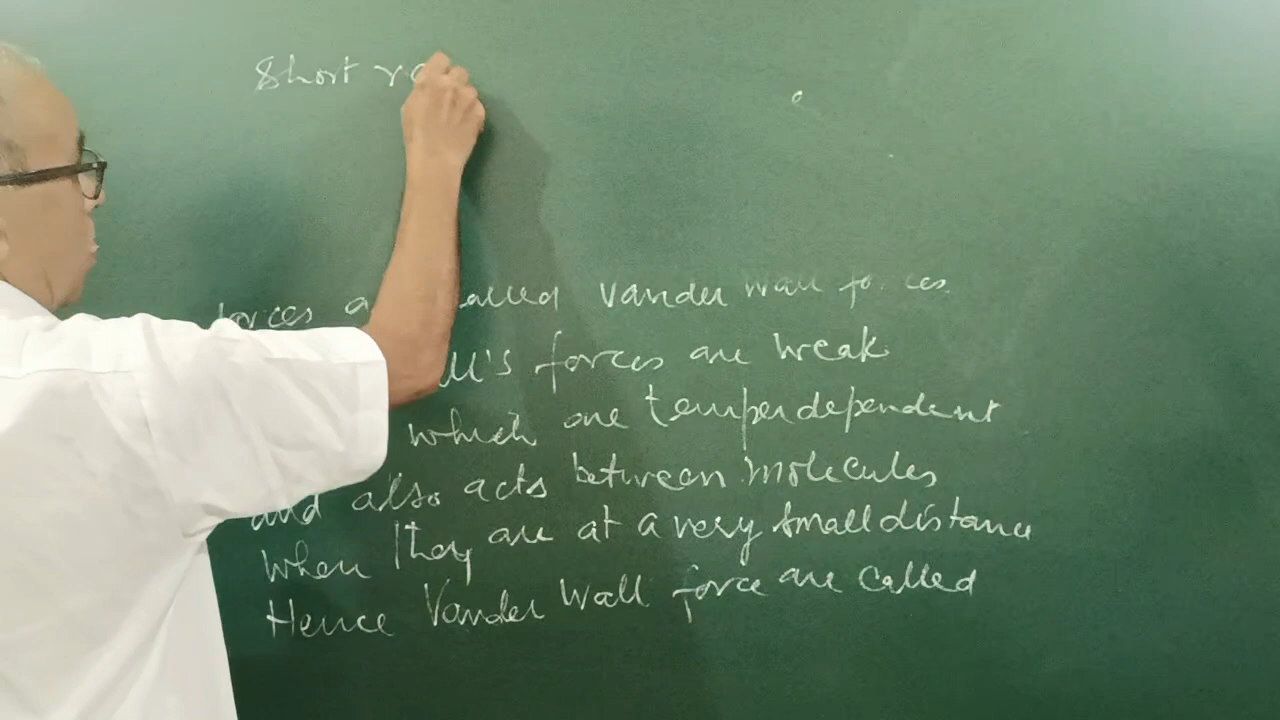 Short ra
forces a alled Vander Wall forces
ll's forces are weak
which are temperdependent
and also acts between molecules
when they are at a very small distance
Hence Vander Wall force are called